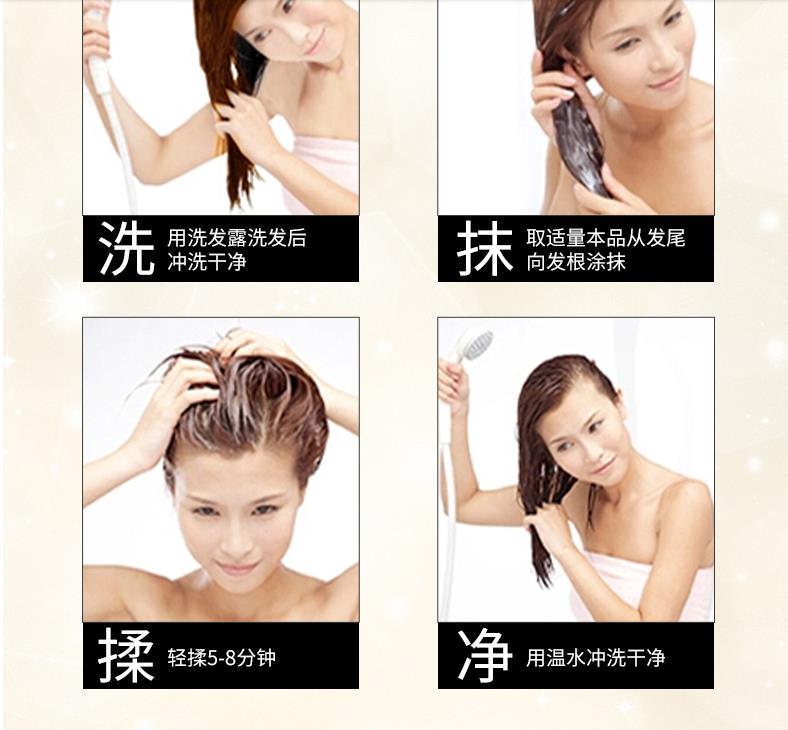 洗
用洗发露洗发后
冲洗干净
抹
取适量本品从发尾
向发根涂抹
揉
轻揉5-8分钟
净
用温水冲洗干净